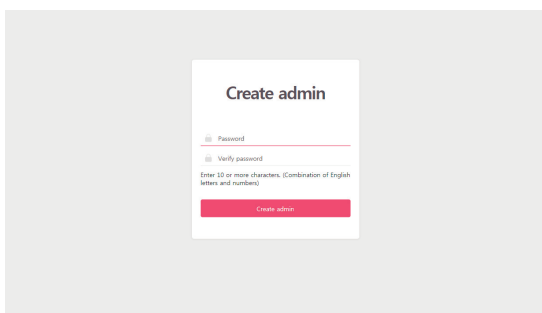 Create admin
Password
Verify password
Enter 10 or more characters. (Combination of English
letters and numbers)
Create admin